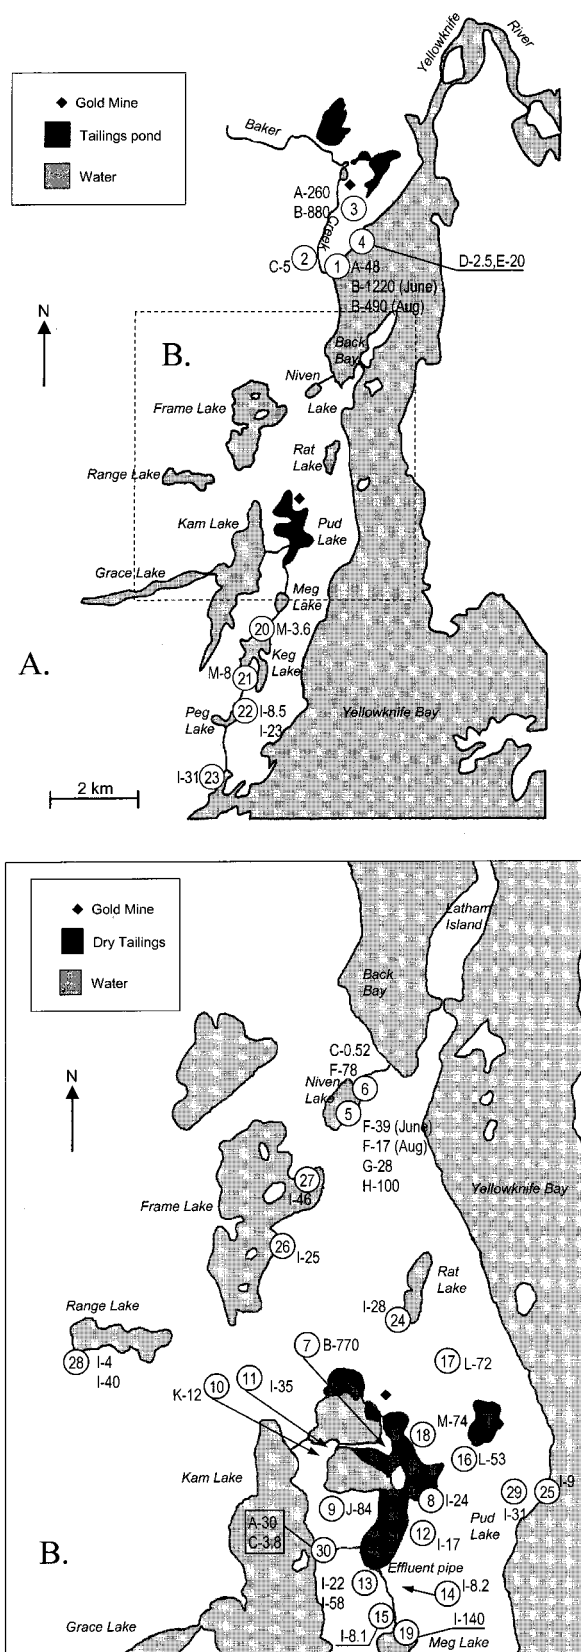 Yellowknife
River
Gold Mine
Tailings pond
Water
Baker
A-260
B-880
3
Creek
4
2
C-5
1
A-48
D-2.5,E-20
B-1220 (June)
B-490 (Aug)
N
B.
Back
Bay
Niven
Lake
Frame Lake
Rat
Lake
Range Lake
Kam Lake
Pud
Lake
Grace Lake
Meg
Lake
20
M-3.6
A.
Keg
Lake
M-8
21
22
I-8.5
I-23
Peg
Lake
Yellowknife Bay
I-31
23
2 km
Gold Mine
Dry Tailings
Water
Latham
Island
Back
Bay
N
C-0.52
F-78
Niven
Lake
6
5
F-39 (June)
F-17 (Aug)
G-28
H-100
27
I-46
Yellowknife Bay
Frame Lake
26
I-25
Rat
Lake
I-28
24
Range Lake
28
I-4
I-40
7
B-770
17
L-72
K-12
10
11
I-35
M-74
18
16
L-53
Kam Lake
I-9
29
25
I-31
9
J-84
8
I-24
Pud
Lake
12
I-17
A-30
C-3.8
30
B.
Effluent pipe
I-22
I-58
13
14
I-8.2
15
I-8.1
19
I-140
Grace Lake
Meg Lake